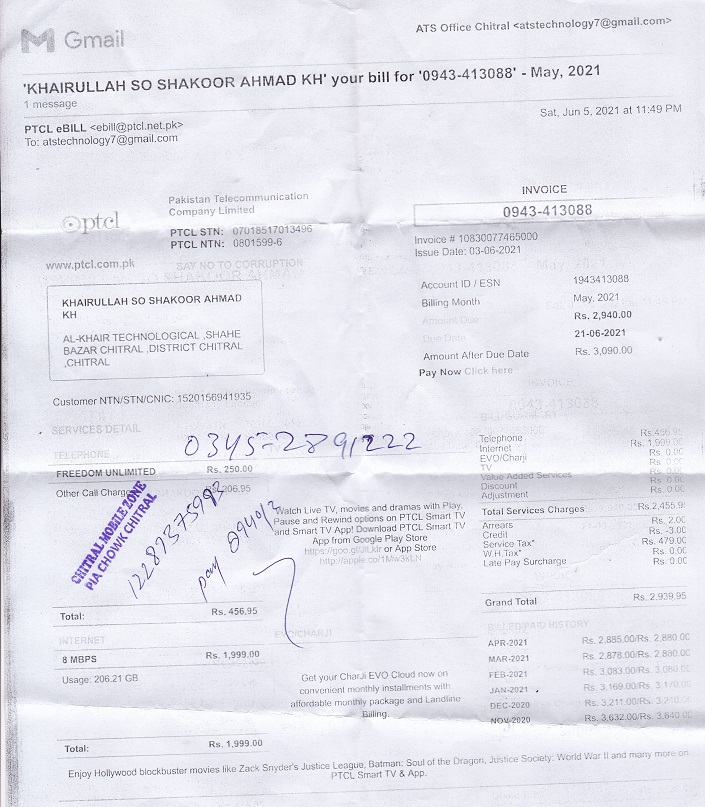 Gmail
ATS Office Chitral <atstechnology7@gmail.com>
'KHAIRULLAH SO SHAKOOR AHMAD KH' your bill for '0943-413088' - May, 2021
1 message
Sat, Jun 5, 2021 at 11:49 PM
PTCL eBILL <ebill@ptcl.net.pk>
To: atstechnology7@gmail.com
ptcl
Pakistan Telecommunication
Company Limited
PTCL STN: 07018517013496
PTCL NTN: 0801599-6
www.ptcl.com.pk
SAY NO TO CORRUPTION
INVOICE
0943-413088
Invoice # 10830077465000
Issue Date: 03-06-2021
Account ID / ESN 1943413088
Billing Month May, 2021
Amount Due Rs. 2,940.00
Due Date 21-06-2021
Amount After Due Date Rs. 3,090.00
Pay Now Click here
KHAIRULLAH SO SHAKOOR AHMAD
KH
AL-KHAIR TECHNOLOGICAL ,SHAHE
BAZAR CHITRAL ,DISTRICT CHITRAL
,CHITRAL
Customer NTN/STN/CNIC: 1520156941935
SERVICES DETAIL
0345-2891222
TELEPHONE
FREEDOM UNLIMITED Rs. 250.00
Other Call Charges Rs. 206.95
CHITRAL MOBILE ZONE
PIA CHOWK CHITRAL
12287375983
pay 2940/2
Total: Rs. 456.95
INTERNET
8 MBPS Rs. 1,999.00
Usage: 206.21 GB
Total: Rs. 1,999.00
Watch Live TV, movies and dramas with Play,
Pause and Rewind options on PTCL Smart TV
and Smart TV App! Download PTCL Smart TV
App from Google Play Store
or App Store
EVO/CHARJI
Get your CharJi EVO Cloud now on
convenient monthly installments with
affordable monthly package and Landline
Billing.
Telephone Rs.456.95
Internet Rs. 1,999.00
EVO/Charji Rs. 0.00
TV Rs. 0.00
Value Added Services Rs. 0.00
Discount Rs. 0.00
Adjustment Rs. 0.00
Total Services Charges Rs.2,455.95
Arrears Rs. 2.00
Credit Rs. -3.00
Service Tax* Rs. 479.00
W.H.Tax* Rs. 0.00
Late Pay Surcharge Rs. 0.00
Grand Total Rs. 2,939.95
BILLED/PAID HISTORY
APR-2021 Rs. 2,885.00/Rs. 2,880.00
MAR-2021 Rs. 2,878.00/Rs. 2,880.00
FEB-2021 Rs. 3,083.00/Rs. 3,080.00
JAN-2021 Rs. 3,169.00/Rs. 3,170.00
DEC-2020 Rs. 3,211.00/Rs. 3,210.00
NOV-2020 Rs. 3,632.00/Rs. 3,640.00
Enjoy Hollywood blockbuster movies like Zack Snyder's Justice League, Batman: Soul of the Dragon, Justice Society: World War II and many more on
PTCL Smart TV & App.